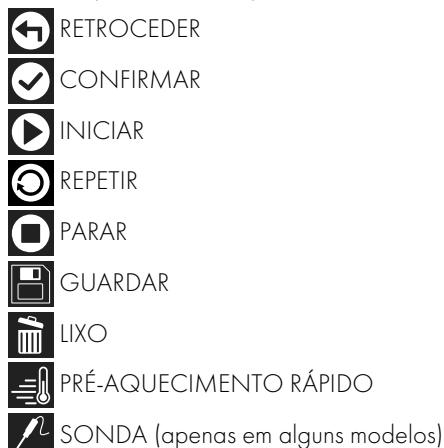 RETROCEDER
CONFIRMAR
INICIAR
REPETIR
PARAR
GUARDAR
LIXO
PRÉ-AQUECIMENTO RÁPIDO
SONDA (apenas em alguns modelos)